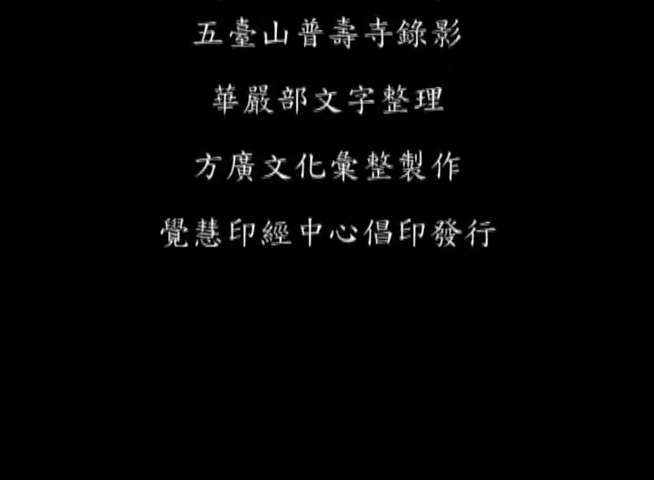 五臺山普壽寺錄影
華嚴部文字整理
方廣文化彙整製作
覺慧印經中心倡印發行